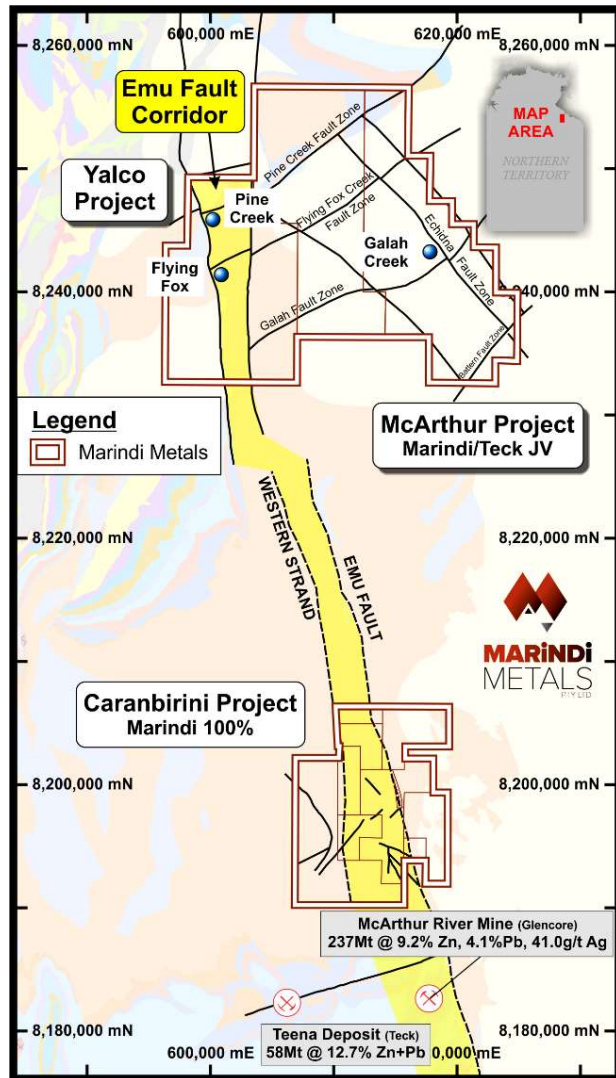 600,000 mE
620,000 mE
8,260,000 mN
8,260,000 mN
Emu Fault
Corridor
MAP
AREA
NORTHERN
TERRITORY
Pine Creek Fault Zone
Yalco
Project
Pine
Creek
Flying Fox Creek
Fault Zone
Echidna
Fault Zone
Galah
Creek
Flying
Fox
8,240,000 mN
8,240,000 mN
Galah Fault Zone
Battern Fault Zone
Legend
Marindi Metals
McArthur Project
Marindi/Teck JV
8,220,000 mN
8,220,000 mN
WESTERN STRAND
EMU FAULT
MARiNDi
METALS
PTY LTD
Caranbirini Project
Marindi 100%
8,200,000 mN
8,200,000 mN
McArthur River Mine (Glencore)
237Mt @ 9.2% Zn, 4.1%Pb, 41.0g/t Ag
8,180,000 mN
8,180,000 mN
Teena Deposit (Teck)
58Mt @ 12.7% Zn+Pb
600,000 mE
0,000 mE